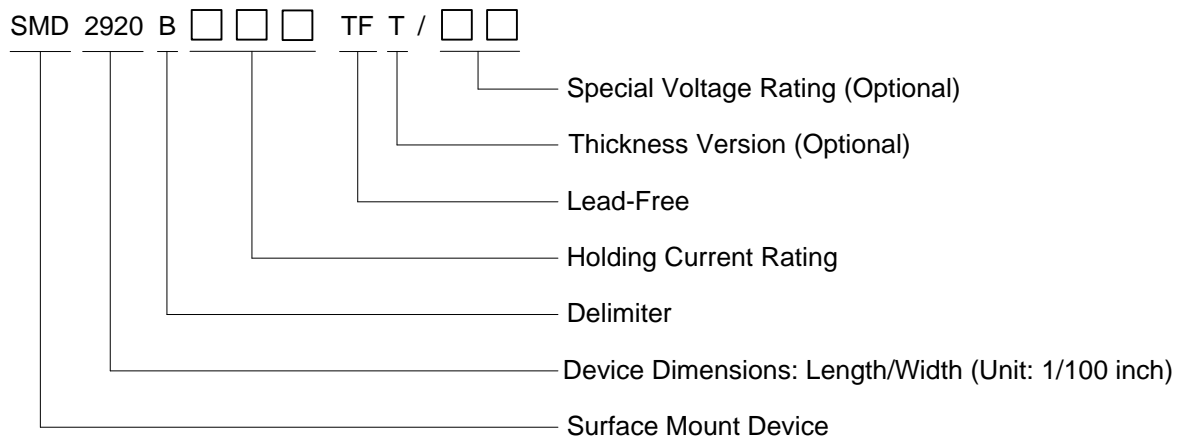 SMD 2920 B □ □ □ TF T / □ □
Special Voltage Rating (Optional)
Thickness Version (Optional)
Lead-Free
Holding Current Rating
Delimiter
Device Dimensions: Length/Width (Unit: 1/100 inch)
Surface Mount Device